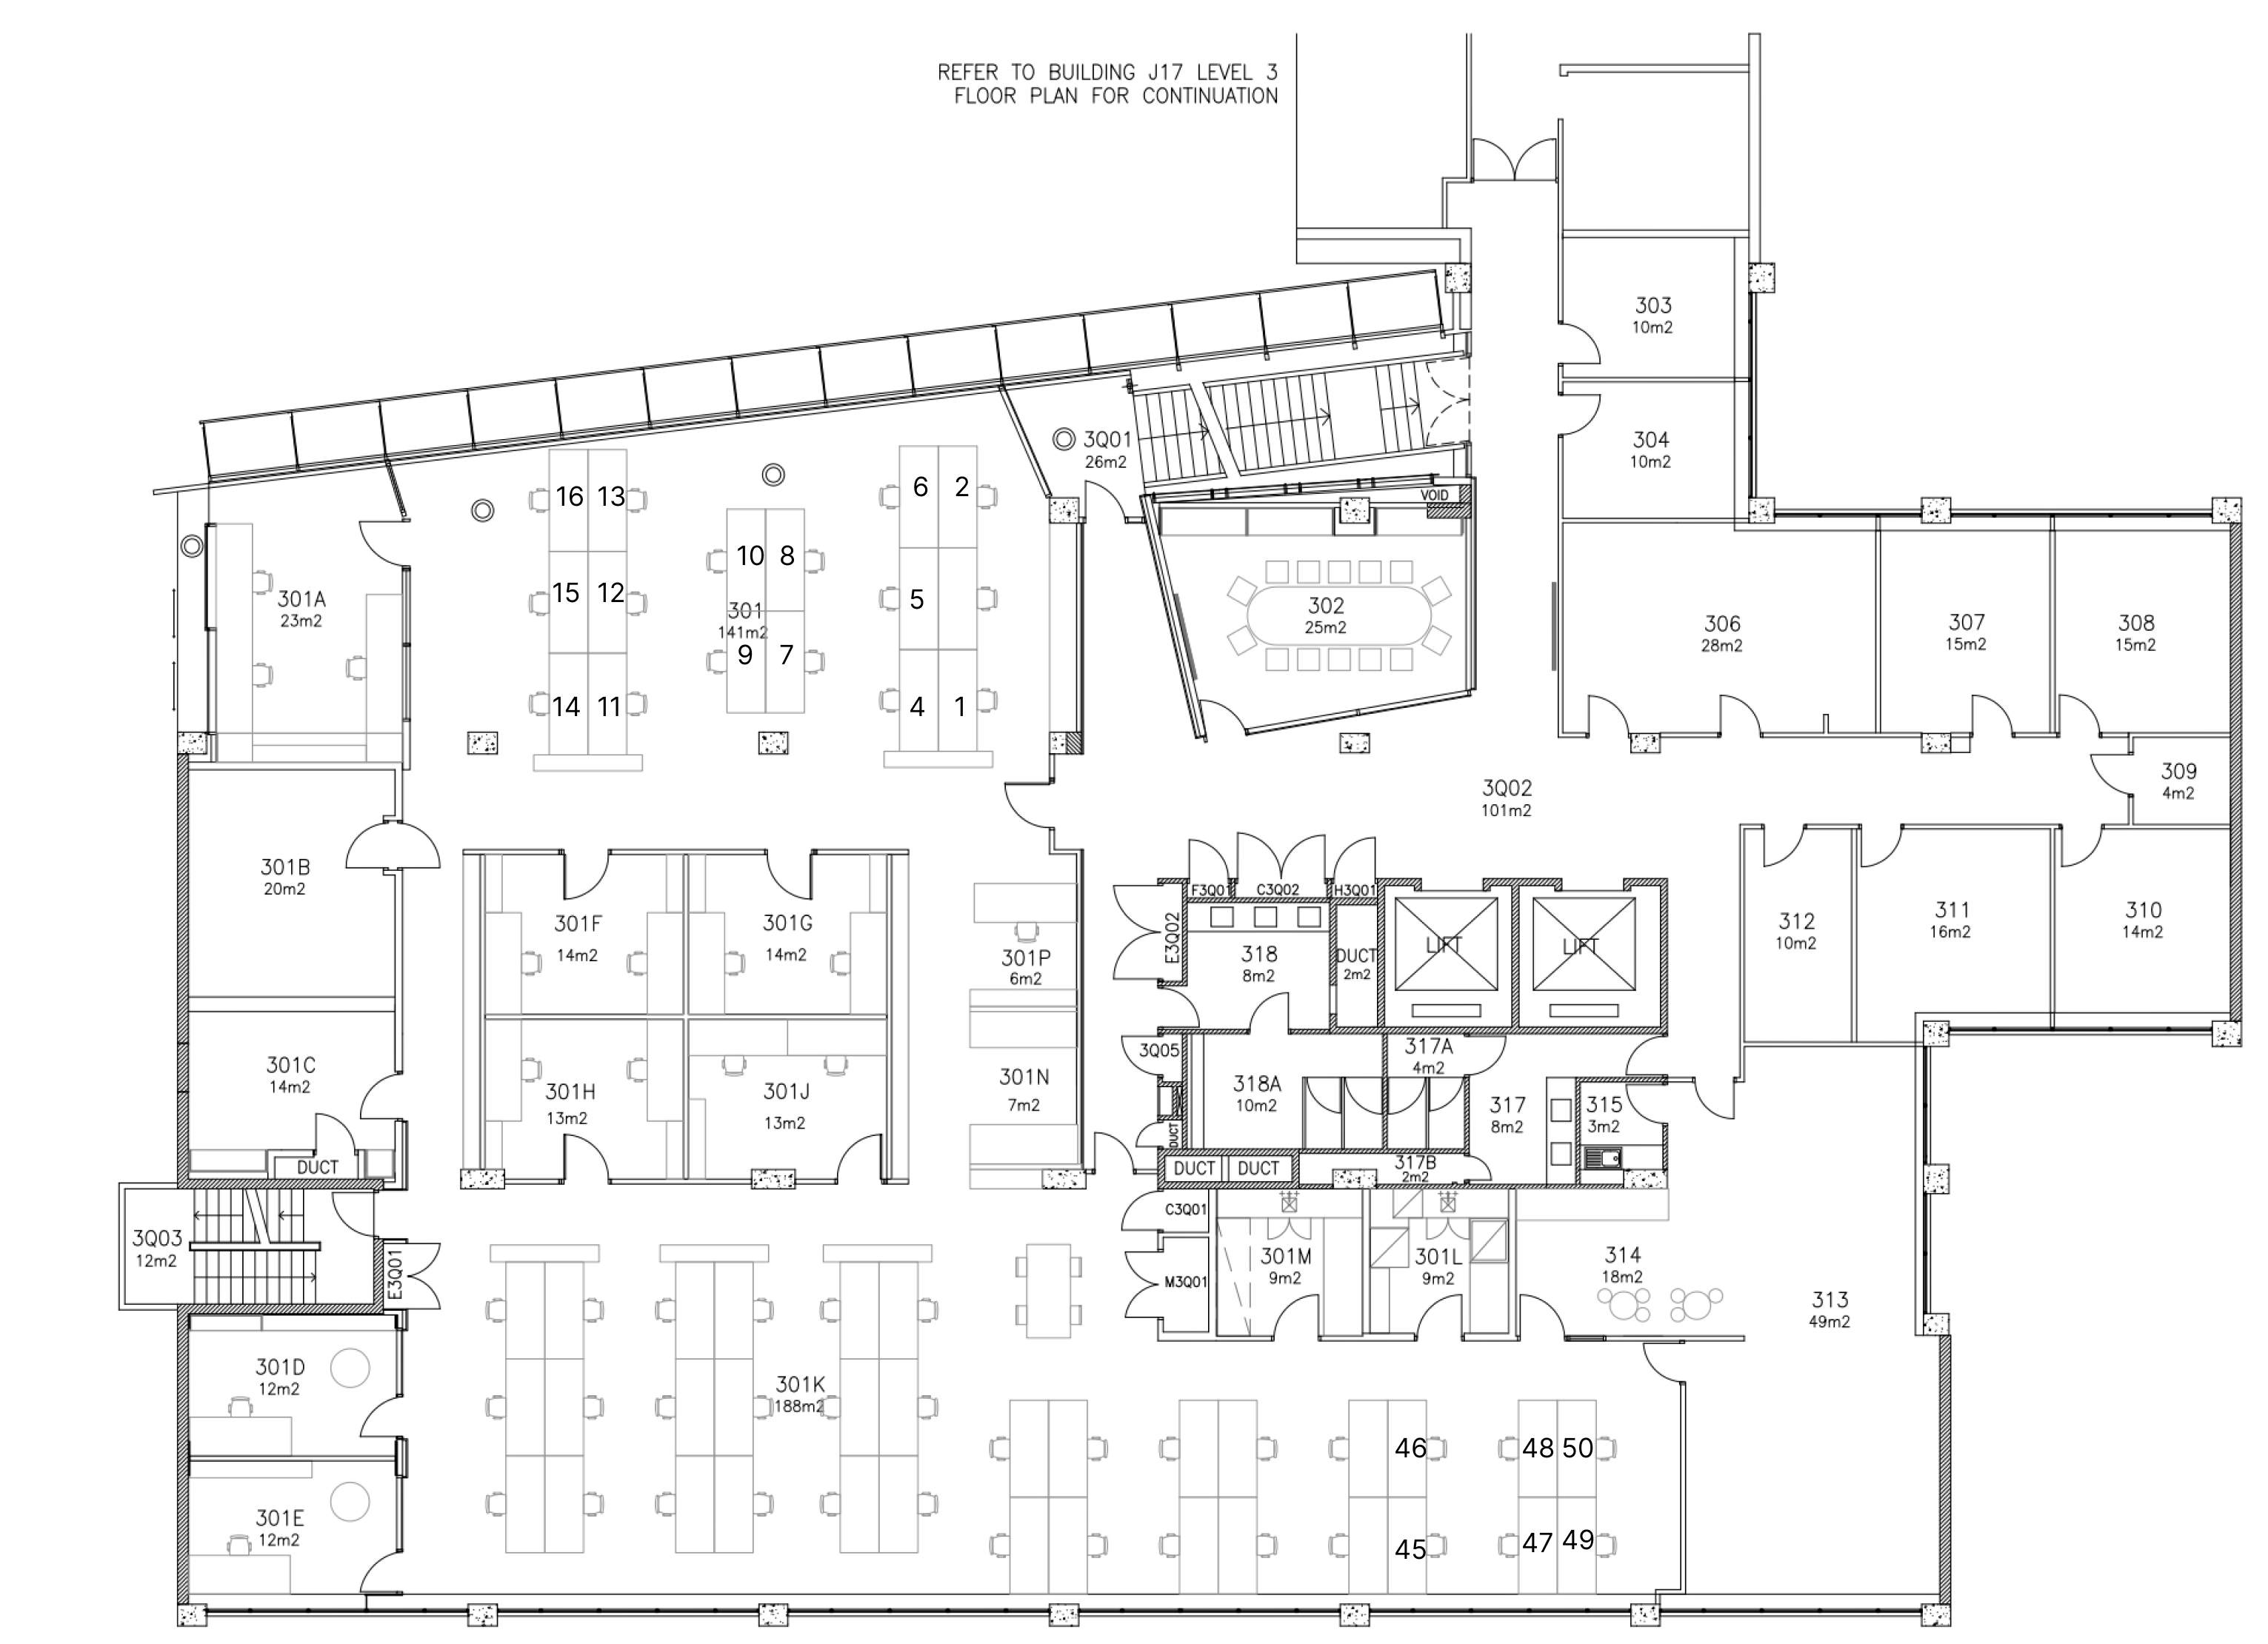 REFER TO BUILDING J17 LEVEL 3
FLOOR PLAN FOR CONTINUATION
303
10m2
304
10m2
3Q01
26m2
VOID
16 13
6 2
10 8
15 12
5
301
141m2
9 7
14 11
4 1
301A
23m2
302
25m2
306
28m2
307
15m2
308
15m2
309
4m2
3Q02
101m2
301B
20m2
301F
14m2
301G
14m2
301P
6m2
E3Q02
F3Q01
C3Q02
H3Q01
318
8m2
DUCT
2m2
LIFT
LIFT
312
10m2
311
16m2
310
14m2
301C
14m2
DUCT
301H
13m2
301J
13m2
301N
7m2
3Q05
DUCT
318A
10m2
317A
4m2
317
8m2
315
3m2
DUCT
DUCT
317B
2m2
3Q03
12m2
E3Q01
C3Q01
M3Q01
301M
9m2
301L
9m2
314
18m2
313
49m2
301D
12m2
301K
188m2
301E
12m2
46
48 50
45
47 49